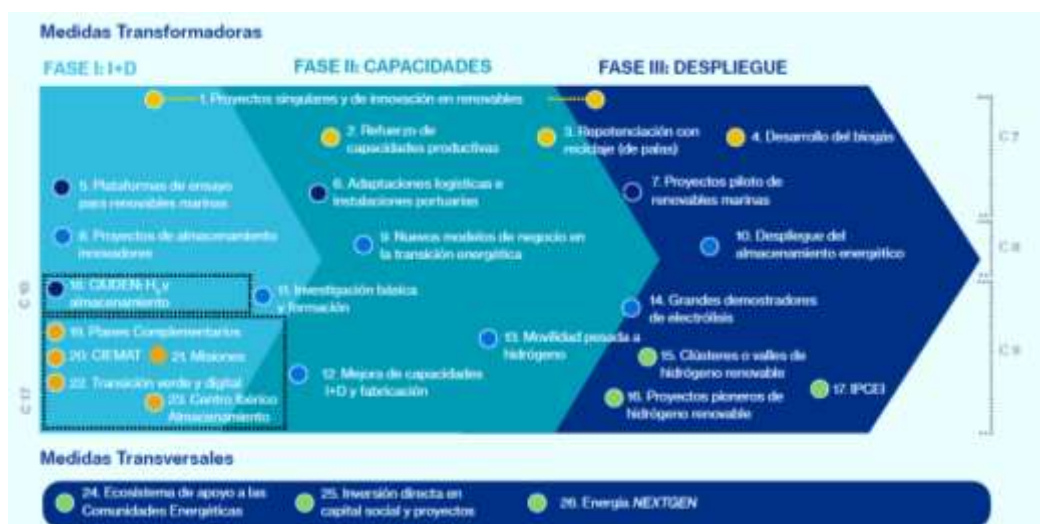 Medidas Transformadoras
FASE I: I+D
FASE II: CAPACIDADES
FASE III: DESPLIEGUE
1. Proyectos singulares y de innovación en renovables
2. Refuerzo de
capacidades productivas
3. Repotenciación con
reciclaje (de palas)
4. Desarrollo del biogás
C 7
5. Plataformas de ensayo
para renovables marinas
6. Adaptaciones logísticas e
instalaciones portuarias
7. Proyectos piloto de
renovables marinas
8. Proyectos de almacenamiento
innovadores
9. Nuevos modelos de negocio en
la transición energética
10. Despliegue del
almacenamiento energético
C 8
C 10
18. CIUDEN: H2 y
almacenamiento
11. Investigación básica
y formación
14. Grandes demostradores
de electrólisis
19. Planes Complementarios
20. CIEMAT
21. Misiones
22. Transición verde y digital
23. Centro Ibérico
Almacenamiento
C 17
12. Mejora de capacidades
I+D y fabricación
13. Movilidad pesada a
hidrógeno
15. Clústeres o valles de
hidrógeno renovable
16. Proyectos pioneros de
hidrógeno renovable
17. IPCEI
C 9
Medidas Transversales
24. Ecosistema de apoyo a las
Comunidades Energéticas
25. Inversión directa en
capital social y proyectos
26. Energía NEXTGEN